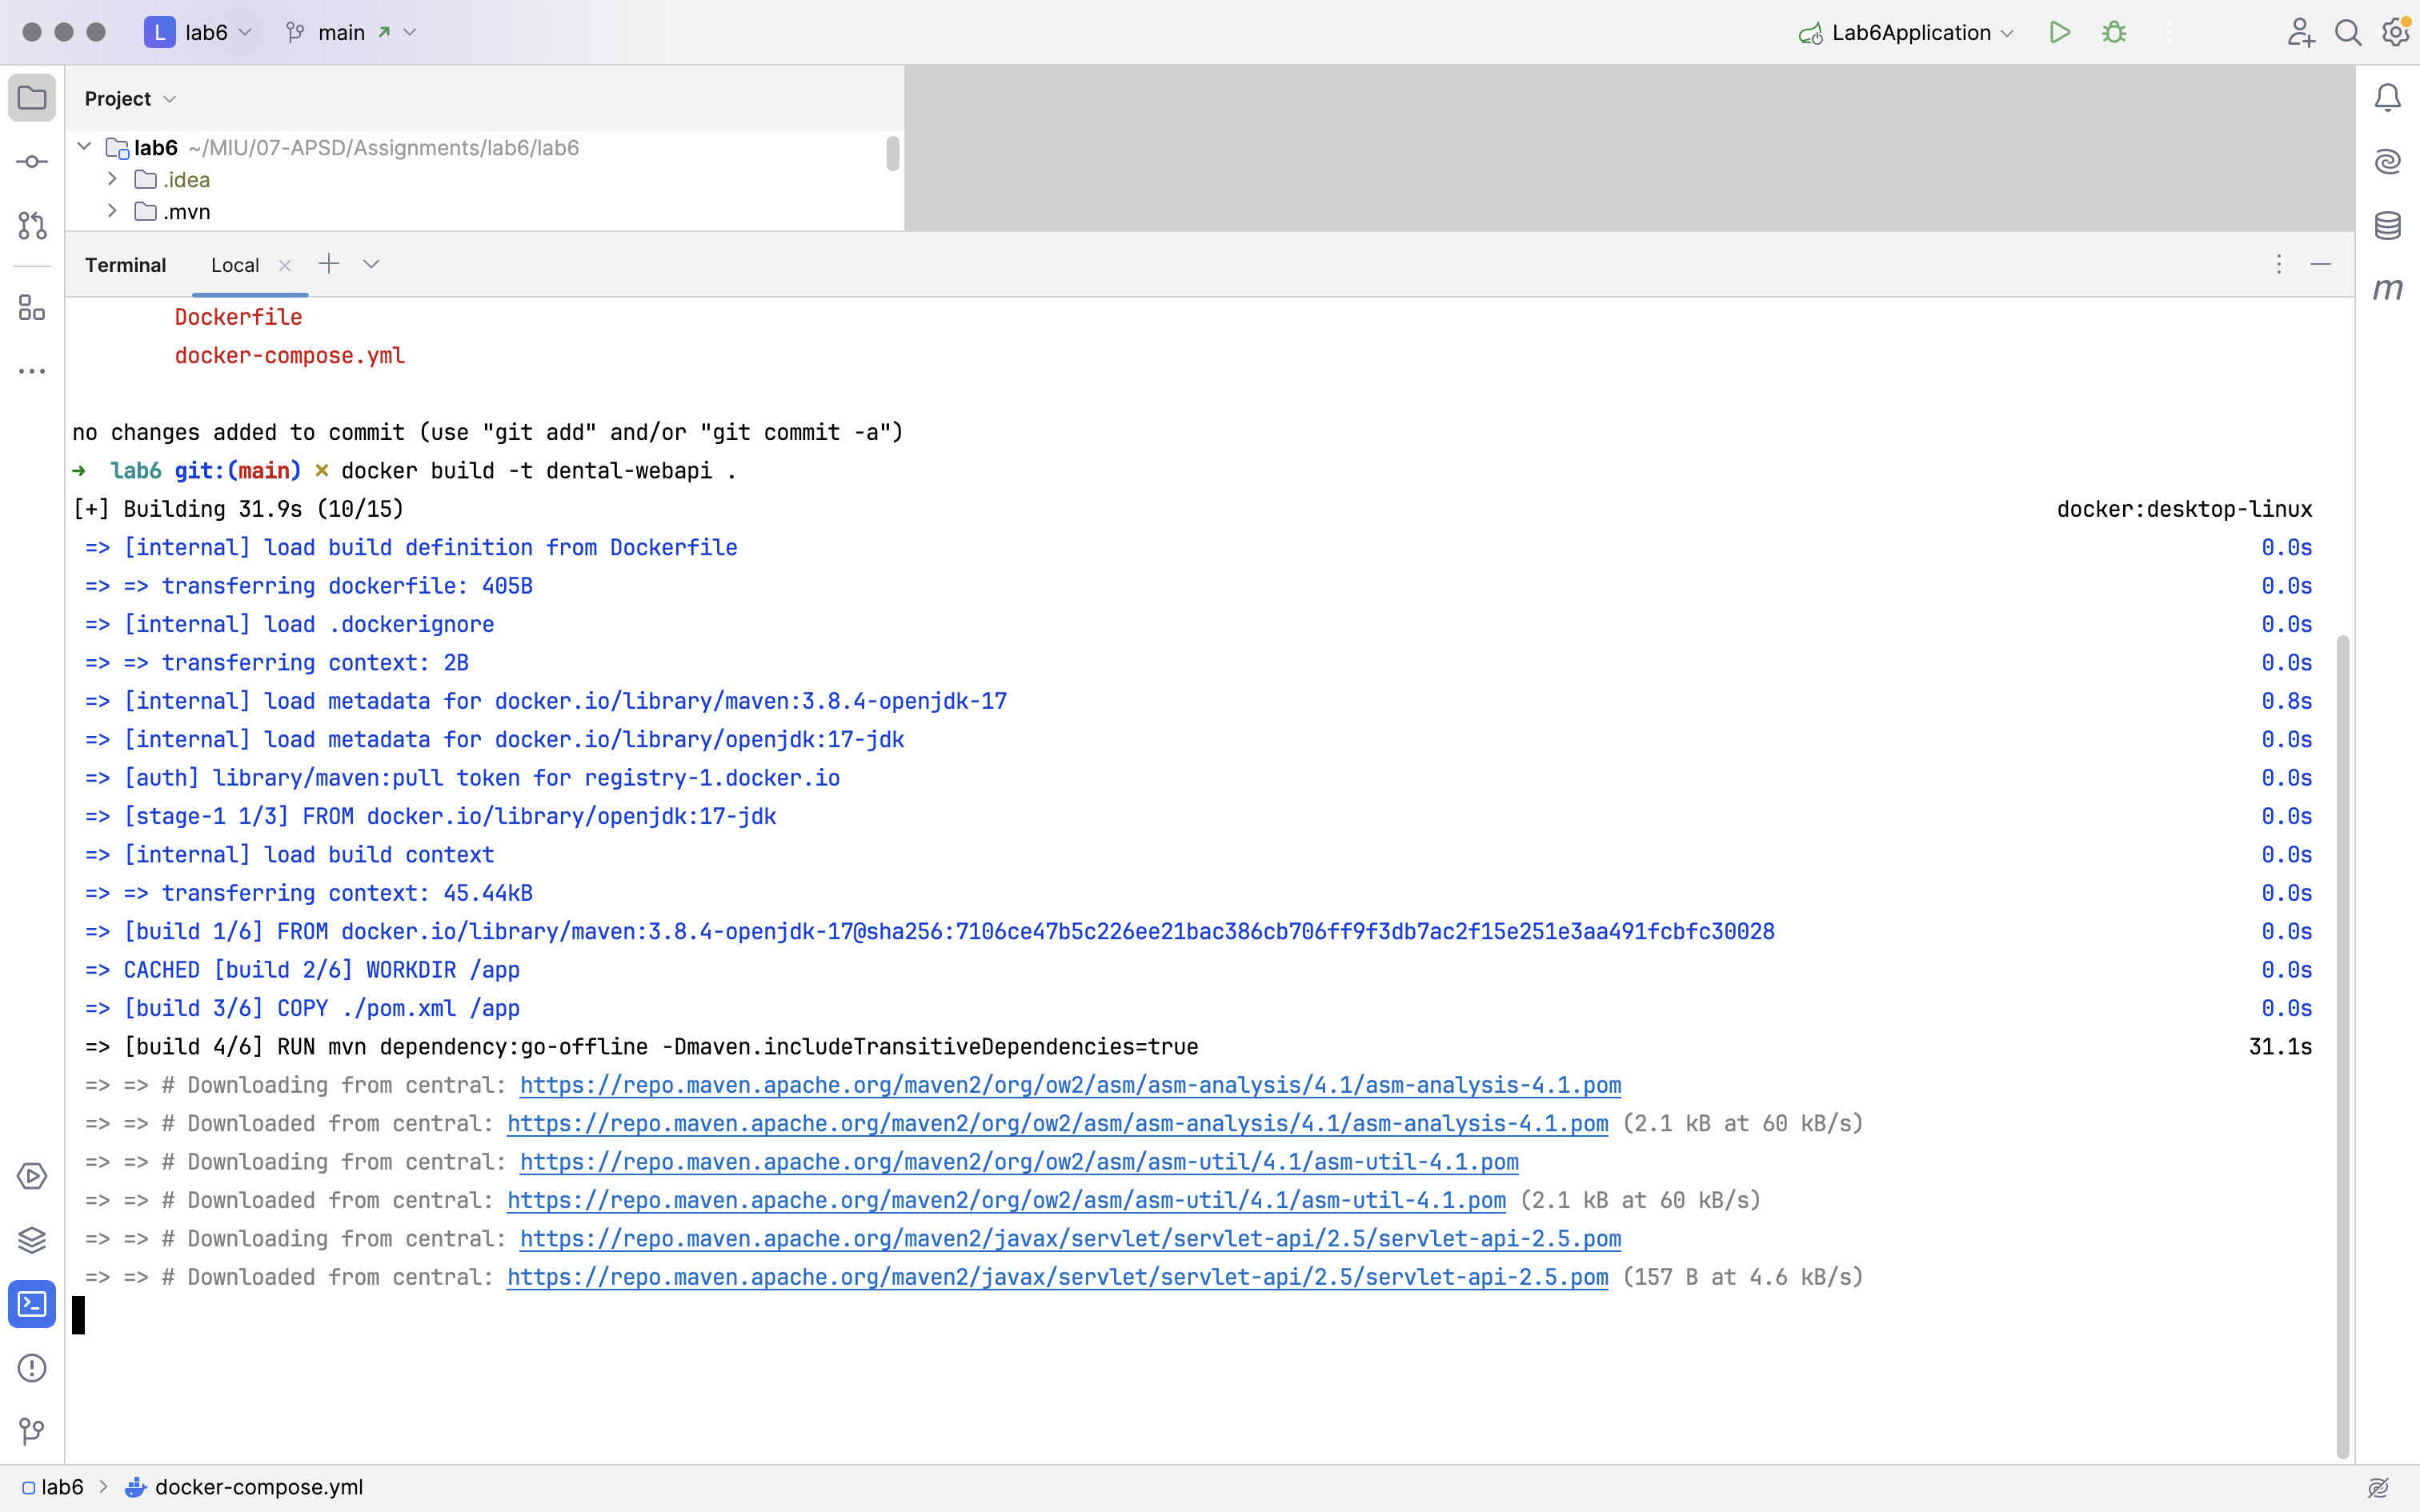 L lab6 main Lab6Application
Project
lab6 ~/MIU/07-APSD/Assignments/lab6/lab6
.idea
.mvn
Terminal Local
Dockerfile
docker-compose.yml
no changes added to commit (use "git add" and/or "git commit -a")
➜ lab6 git:(main) ✗ docker build -t dental-webapi .
[+] Building 31.9s (10/15) docker:desktop-linux
=> [internal] load build definition from Dockerfile 0.0s
=> => transferring dockerfile: 405B 0.0s
=> [internal] load .dockerignore 0.0s
=> => transferring context: 2B 0.0s
=> [internal] load metadata for docker.io/library/maven:3.8.4-openjdk-17 0.8s
=> [internal] load metadata for docker.io/library/openjdk:17-jdk 0.0s
=> [auth] library/maven:pull token for registry-1.docker.io 0.0s
=> [stage-1 1/3] FROM docker.io/library/openjdk:17-jdk 0.0s
=> [internal] load build context 0.0s
=> => transferring context: 45.44kB 0.0s
=> [build 1/6] FROM docker.io/library/maven:3.8.4-openjdk-17@sha256:7106ce47b5c226ee21bac386cb706ff9f3db7ac2f15e251e3aa491fcbfc30028 0.0s
=> CACHED [build 2/6] WORKDIR /app 0.0s
=> [build 3/6] COPY ./pom.xml /app 0.0s
=> [build 4/6] RUN mvn dependency:go-offline -Dmaven.includeTransitiveDependencies=true 31.1s
=> => # Downloading from central: https://repo.maven.apache.org/maven2/org/ow2/asm/asm-analysis/4.1/asm-analysis-4.1.pom
=> => # Downloaded from central: https://repo.maven.apache.org/maven2/org/ow2/asm/asm-analysis/4.1/asm-analysis-4.1.pom (2.1 kB at 60 kB/s)
=> => # Downloading from central: https://repo.maven.apache.org/maven2/org/ow2/asm/asm-util/4.1/asm-util-4.1.pom
=> => # Downloaded from central: https://repo.maven.apache.org/maven2/org/ow2/asm/asm-util/4.1/asm-util-4.1.pom (2.1 kB at 60 kB/s)
=> => # Downloading from central: https://repo.maven.apache.org/maven2/javax/servlet/servlet-api/2.5/servlet-api-2.5.pom
=> => # Downloaded from central: https://repo.maven.apache.org/maven2/javax/servlet/servlet-api/2.5/servlet-api-2.5.pom (157 B at 4.6 kB/s)
lab6 > docker-compose.yml